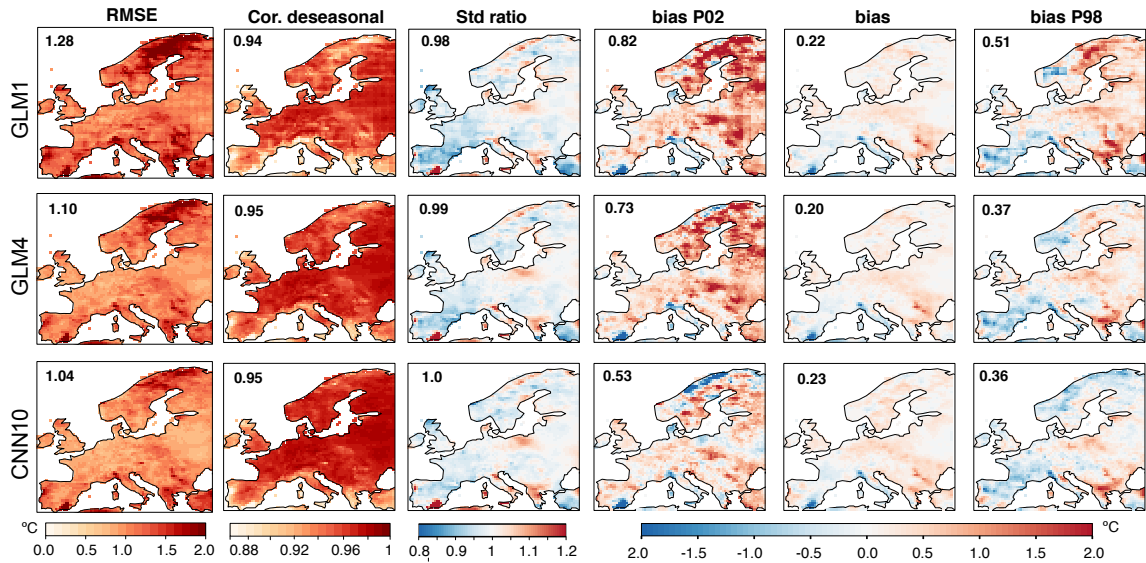 RMSE Cor. deseasonal Std ratio bias P02 bias bias P98
GLM1 1.28 0.94 0.98 0.82 0.22 0.51
GLM4 1.10 0.95 0.99 0.73 0.20 0.37
CNN10 1.04 0.95 1.0 0.53 0.23 0.36
ºC ºC
0.0 0.5 1.0 1.5 2.0 0.88 0.92 0.96 1 0.8 0.9 1 1.1 1.2 2.0 -1.5 -1.0 -0.5 0.0 0.5 1.0 1.5 2.0